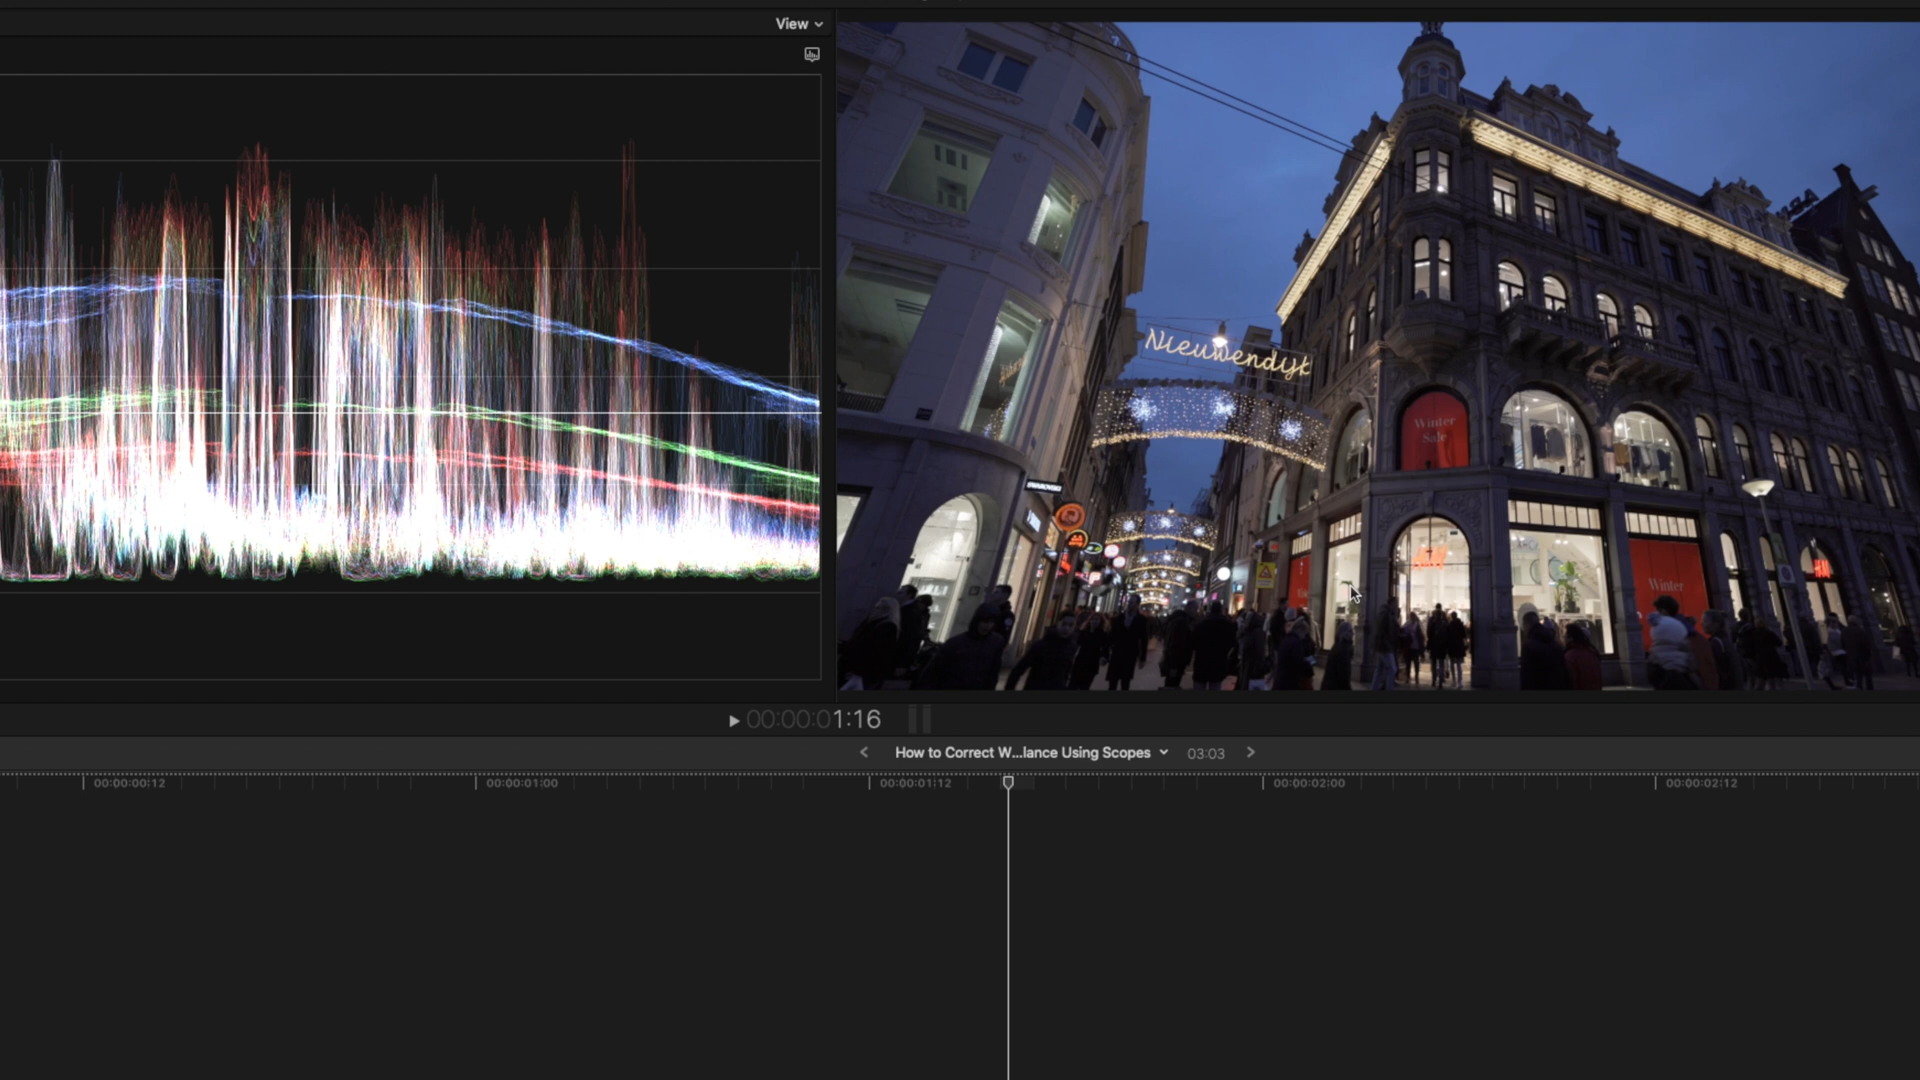 View
Nieuwendijk
Winter
Sale
SWAROVSKI
H&M
H&M
Winter
00:00:01:16
How to Correct W...lance Using Scopes
03:03
00:00:00:12
00:00:01:00
00:00:01:12
00:00:02:00
00:00:02:12